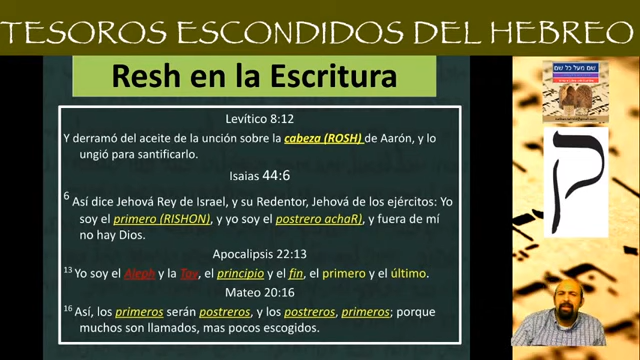 TESOROS ESCONDIDOS DEL HEBREO
Resh en la Escritura
Levítico 8:12
Y derramó del aceite de la unción sobre la cabeza (ROSH) de Aarón, y lo
ungió para santificarlo.
Isaias 44:6
6 Así dice Jehová Rey de Israel, y su Redentor, Jehová de los ejércitos: Yo
soy el primero (RISHON), y yo soy el postrero achaR), y fuera de mí
no hay Dios.
Apocalipsis 22:13
13 Yo soy el Aleph y la Tav, el principio y el fin, el primero y el último.
Mateo 20:16
16 Así, los primeros serán postreros, y los postreros, primeros; porque
muchos son llamados, mas pocos escogidos.
שם מעל כל שם
ק